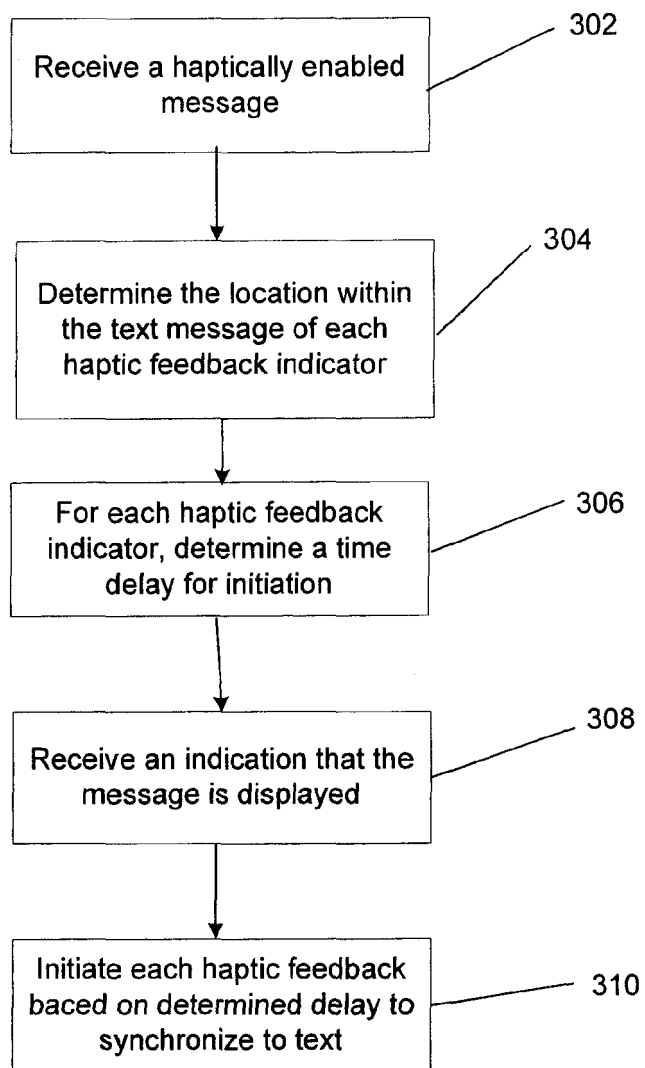 302
Receive a haptically enabled
message
304
Determine the location within
the text message of each
haptic feedback indicator
306
For each haptic feedback
indicator, determine a time
delay for initiation
308
Receive an indication that the
message is displayed
310
Initiate each haptic feedback
baced on determined delay to
synchronize to text